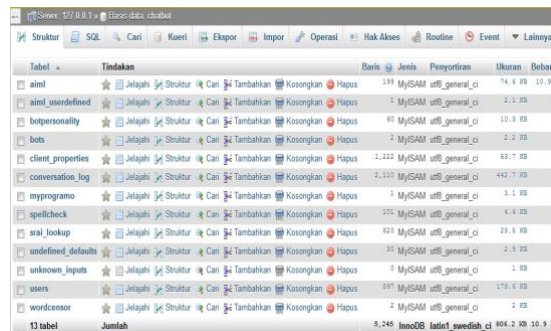 Server: 127.0.0.1 » Basis data: chatbot
Struktur SQL Cari Kueri Ekspor Impor Operasi Hak Akses Routine Event Lainnya
Tabel Tindakan Baris Jenis Penyortiran Ukuran Beban
aiml Jelajahi Struktur Cari Tambahkan Kosongkan Hapus 199 MyISAM utf8_general_ci 74.6 KB 10.9
aiml_userdefined Jelajahi Struktur Cari Tambahkan Kosongkan Hapus 1 MyISAM utf8_general_ci 2.1 KB
botpersonality Jelajahi Struktur Cari Tambahkan Kosongkan Hapus 60 MyISAM utf8_general_ci 10.3 KB
bots Jelajahi Struktur Cari Tambahkan Kosongkan Hapus 2 MyISAM utf8_general_ci 2.2 KB
client_properties Jelajahi Struktur Cari Tambahkan Kosongkan Hapus 1,222 MyISAM utf8_general_ci 53.7 KB
conversation_log Jelajahi Struktur Cari Tambahkan Kosongkan Hapus 2,110 MyISAM utf8_general_ci 442.7 KB
myprogramo Jelajahi Struktur Cari Tambahkan Kosongkan Hapus 1 MyISAM utf8_general_ci 3.1 KB
spellcheck Jelajahi Struktur Cari Tambahkan Kosongkan Hapus 101 MyISAM utf8_general_ci 4.6 KB
srai_lookup Jelajahi Struktur Cari Tambahkan Kosongkan Hapus 620 MyISAM utf8_general_ci 28.6 KB
undefined_defaults Jelajahi Struktur Cari Tambahkan Kosongkan Hapus 30 MyISAM utf8_general_ci 2.9 KB
unknown_inputs Jelajahi Struktur Cari Tambahkan Kosongkan Hapus 0 MyISAM utf8_general_ci 1 KB
users Jelajahi Struktur Cari Tambahkan Kosongkan Hapus 897 MyISAM utf8_general_ci
wordcensor Jelajahi Struktur Cari Tambahkan Kosongkan Hapus 2 MyISAM utf8_general_ci 2 KB
13 tabel Jumlah 5,245 InnoDB latin1_swedish_ci 806.2 KB 10.9